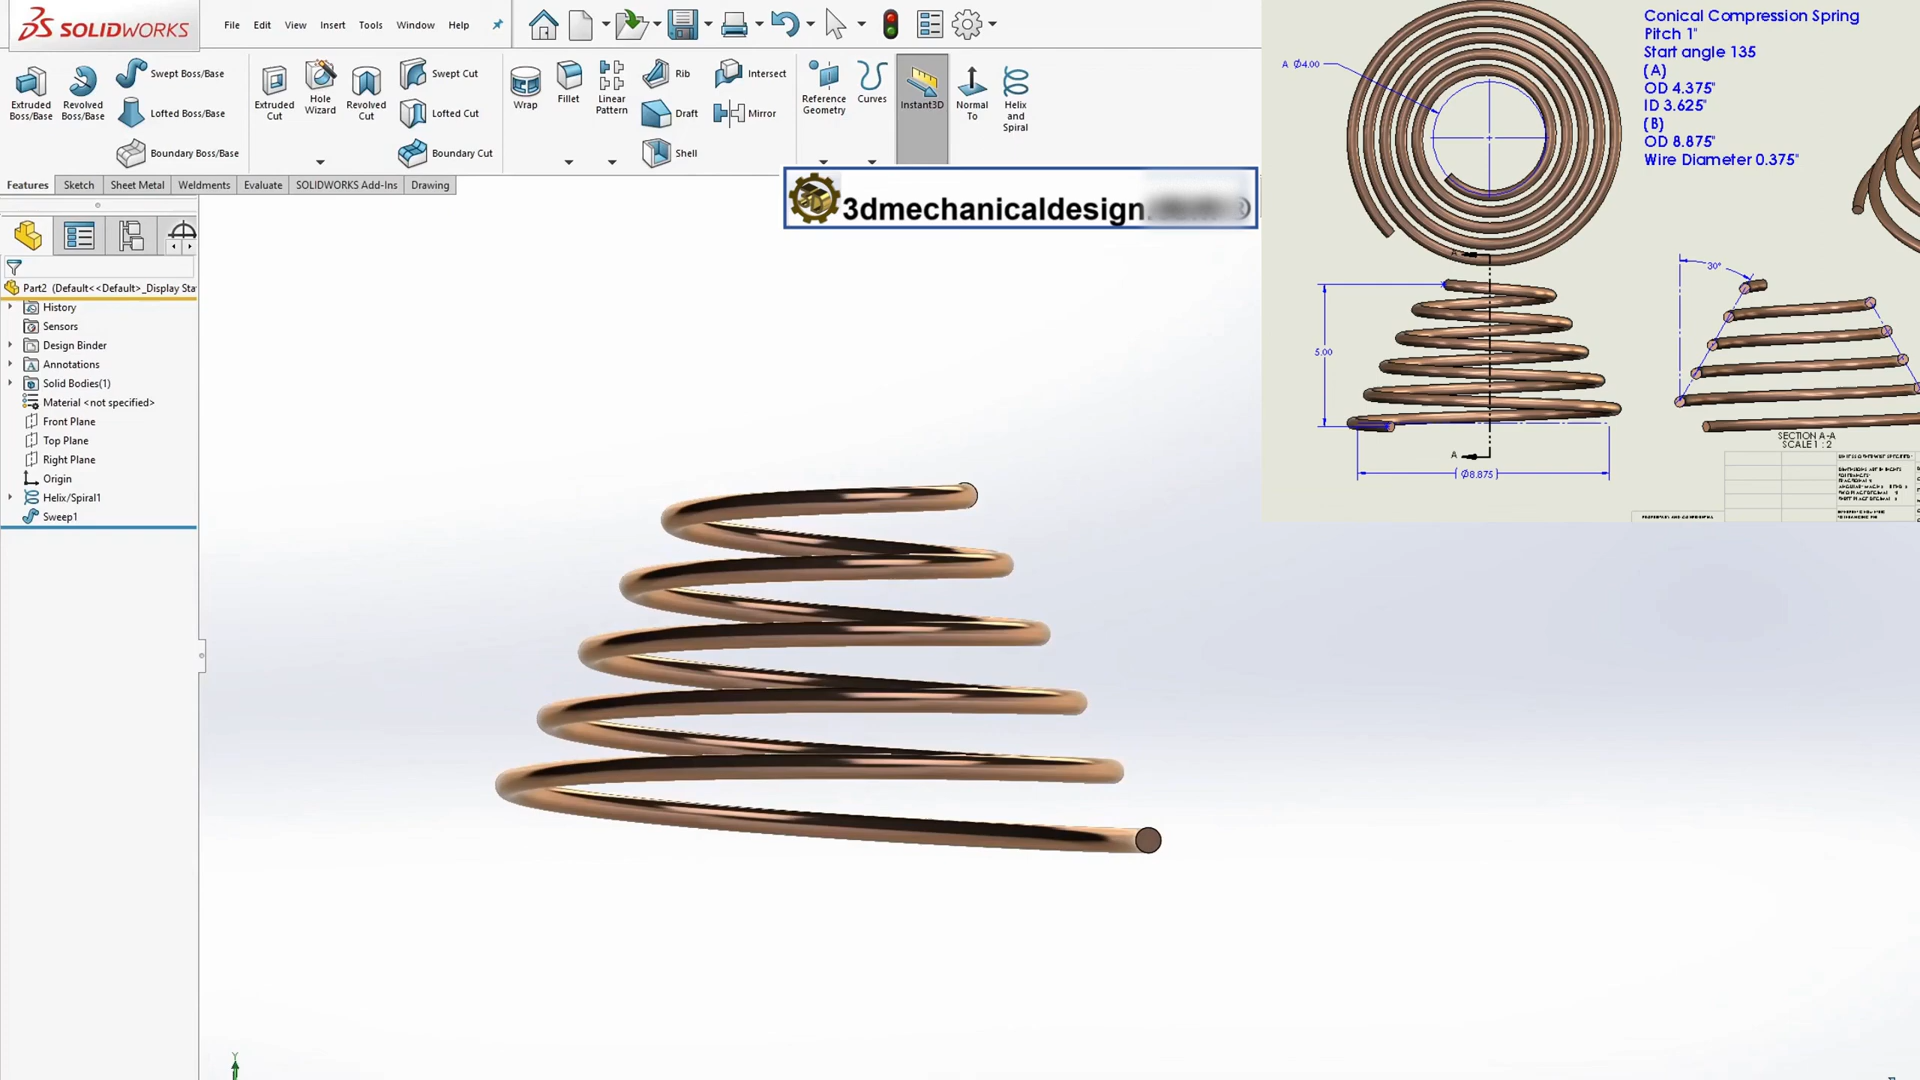 SOLIDWORKS
File Edit View Insert Tools Window Help
Extruded Boss/Base
Revolved Boss/Base
Swept Boss/Base
Lofted Boss/Base
Boundary Boss/Base
Extruded Cut
Hole Wizard
Revolved Cut
Swept Cut
Lofted Cut
Boundary Cut
Wrap
Fillet
Linear Pattern
Rib
Draft
Shell
Intersect
Mirror
Reference Geometry
Curves
Instant3D
Normal To
Helix and Spiral
Features Sketch Sheet Metal Weldments Evaluate SOLIDWORKS Add-Ins Drawing
3dmechanicaldesign
Part2 (Default<<Default>_Display Sta
History
Sensors
Design Binder
Annotations
Solid Bodies(1)
Material <not specified>
Front Plane
Top Plane
Right Plane
Origin
Helix/Spiral1
Sweep1
Conical Compression Spring
Pitch 1"
Start angle 135
(A)
OD 4.375"
ID 3.625"
(B)
OD 8.875"
Wire Diameter 0.375"
A Ø4.00
A
5.00
A
(Ø8.875)
30°
SECTION A-A
SCALE 1 : 2
Y